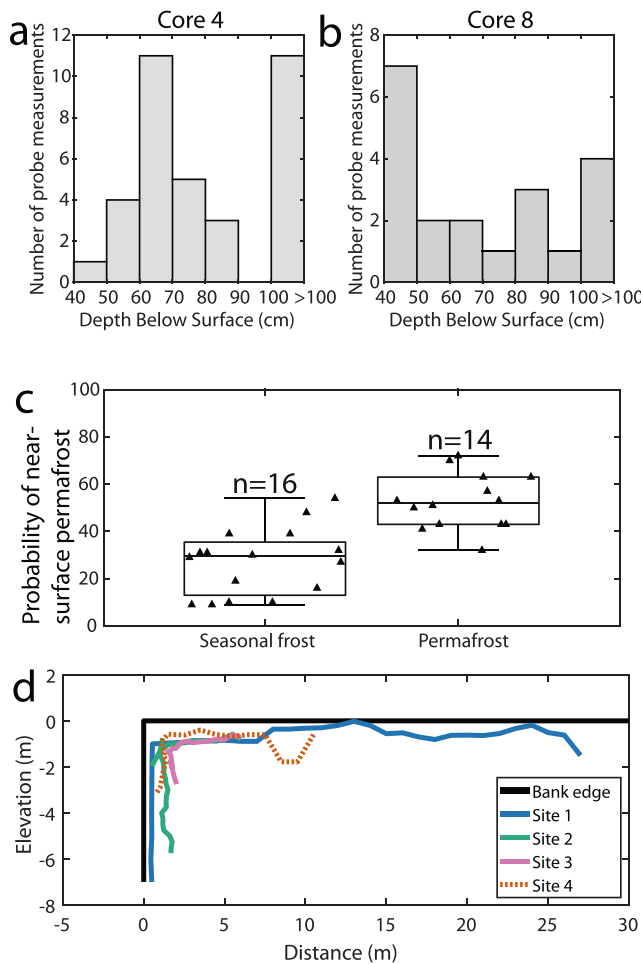 a
Core 4
Number of probe measurements
12
10
8
6
4
2
0
40 50 60 70 80 90 100 >100
Depth Below Surface (cm)
b
Core 8
Number of probe measurements
8
6
4
2
0
40 50 60 70 80 90 100 >100
Depth Below Surface (cm)
c
Probability of near-
surface permafrost
100
80
60
40
20
0
n=16
n=14
Seasonal frost
Permafrost
d
Elevation (m)
2
0
-2
-4
-6
-8
Bank edge
Site 1
Site 2
Site 3
Site 4
-5 0 5 10 15 20 25 30
Distance (m)